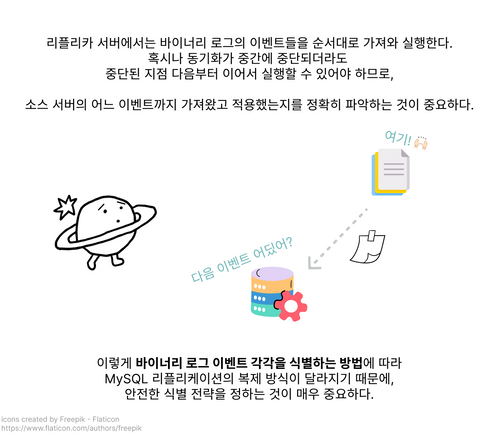 리플리카 서버에서는 바이너리 로그의 이벤트들을 순서대로 가져와 실행한다.
혹시나 동기화가 중간에 중단되더라도
중단된 지점 다음부터 이어서 실행할 수 있어야 하므로,
소스 서버의 어느 이벤트까지 가져왔고 적용했는지를 정확히 파악하는 것이 중요하다.
여기!
다음 이벤트 어딨어?
이렇게 바이너리 로그 이벤트 각각을 식별하는 방법에 따라
MySQL 리플리케이션의 복제 방식이 달라지기 때문에,
안전한 식별 전략을 정하는 것이 매우 중요하다.
icons created by Freepik - Flaticon
https://www.flaticon.com/authors/freepik